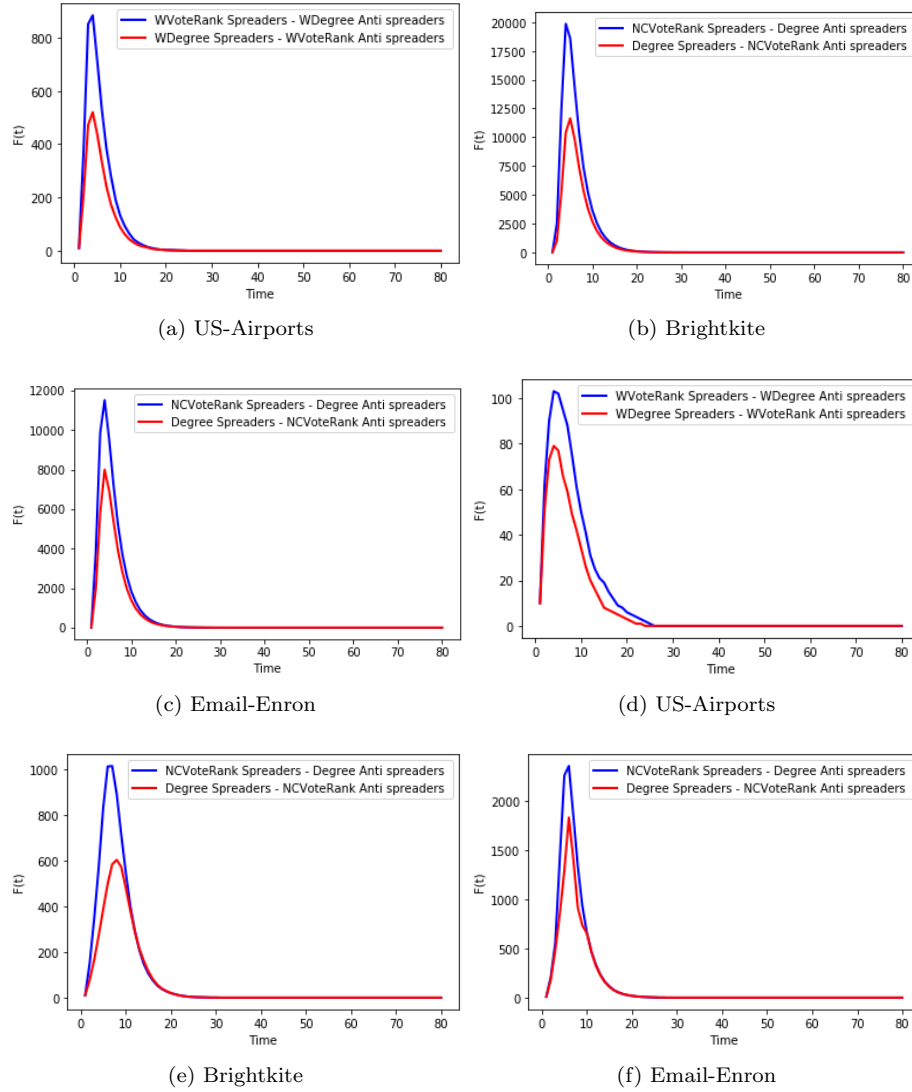 WVoteRank Spreaders - WDegree Anti spreaders
WDegree Spreaders - WVoteRank Anti spreaders
800
600
400
200
0
F(t)
0 10 20 30 40 50 60 70 80
Time
(a) US-Airports
NCVoteRank Spreaders - Degree Anti spreaders
Degree Spreaders - NCVoteRank Anti spreaders
20000
17500
15000
12500
10000
7500
5000
2500
0
F(t)
0 10 20 30 40 50 60 70 80
Time
(b) Brightkite
NCVoteRank Spreaders - Degree Anti spreaders
Degree Spreaders - NCVoteRank Anti spreaders
12000
10000
8000
6000
4000
2000
0
F(t)
0 10 20 30 40 50 60 70 80
Time
(c) Email-Enron
WVoteRank Spreaders - WDegree Anti spreaders
WDegree Spreaders - WVoteRank Anti spreaders
100
80
60
40
20
0
F(t)
0 10 20 30 40 50 60 70 80
Time
(d) US-Airports
NCVoteRank Spreaders - Degree Anti spreaders
Degree Spreaders - NCVoteRank Anti spreaders
1000
800
600
400
200
0
F(t)
0 10 20 30 40 50 60 70 80
Time
(e) Brightkite
NCVoteRank Spreaders - Degree Anti spreaders
Degree Spreaders - NCVoteRank Anti spreaders
2000
1500
1000
500
0
F(t)
0 10 20 30 40 50 60 70 80
Time
(f) Email-Enron